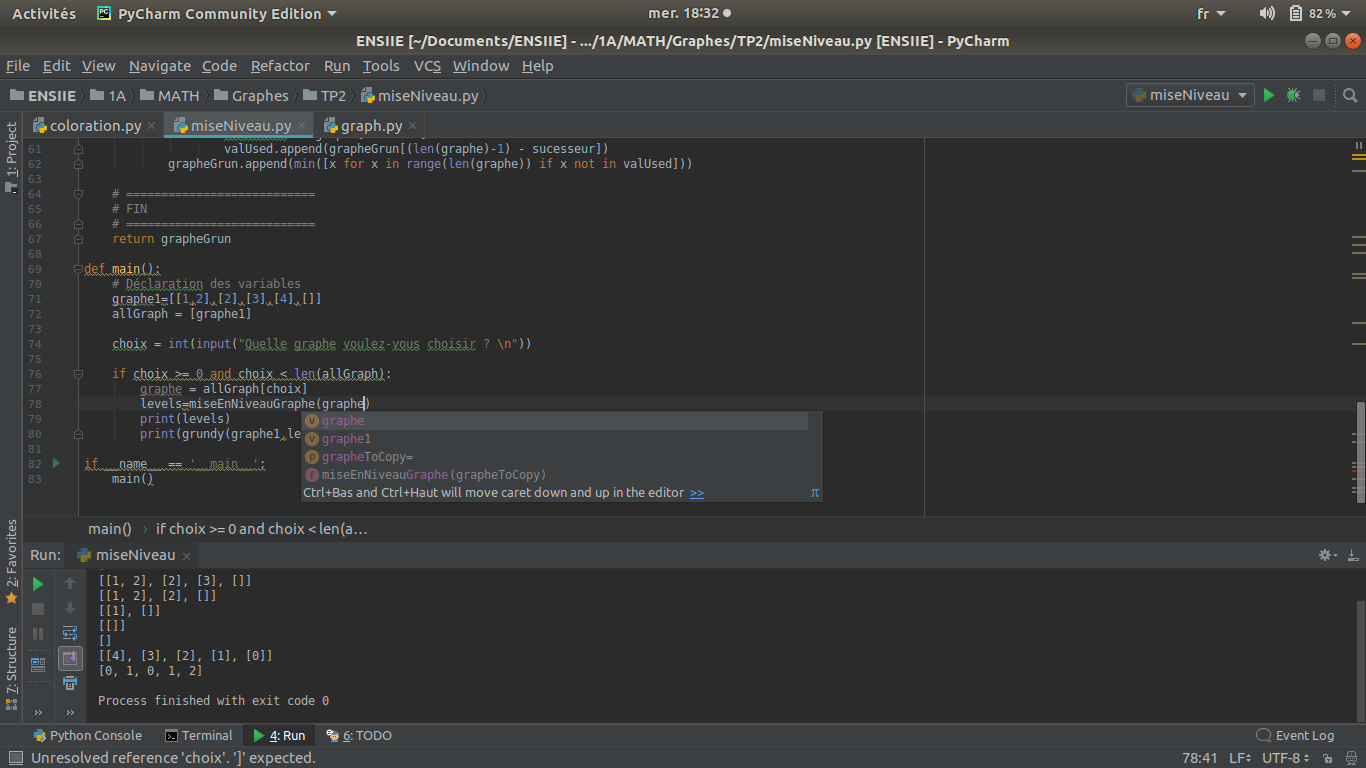 Activités PyCharm Community Edition mer. 18:32 fr 82 %
ENSIIE [~/Documents/ENSIIE] - .../1A/MATH/Graphes/TP2/miseNiveau.py [ENSIIE] - PyCharm
File Edit View Navigate Code Refactor Run Tools VCS Window Help
ENSIIE 1A MATH Graphes TP2 miseNiveau.py miseNiveau
coloration.py miseNiveau.py graph.py
1: Project
61 valUsed.append(grapheGrun[(len(graphe)-1) - sucesseur])
62 grapheGrun.append(min([x for x in range(len(graphe)) if x not in valUsed]))
63
64 # ===========================
65 # FIN
66 # ===========================
67 return grapheGrun
68
69 def main():
70 # Déclaration des variables
71 graphe1=[[1,2],[2],[3],[4],[]]
72 allGraph = [graphe1]
73
74 choix = int(input("Quelle graphe voulez-vous choisir ? \n"))
75
76 if choix >= 0 and choix < len(allGraph):
77 graphe = allGraph[choix]
78 levels=miseEnNiveauGraphe(graphe)
79 print(levels)
80 print(grundy(graphe1,le
81
82 if __name__ == '__main__':
83 main()
graphe
graphe1
grapheToCopy=
miseEnNiveauGraphe(grapheToCopy)
Ctrl+Bas and Ctrl+Haut will move caret down and up in the editor >> π
main() › if choix >= 0 and choix < len(a…
2: Favorites
7: Structure
Run: miseNiveau
[[1, 2], [2], [3], []]
[[1, 2], [2], []]
[[1], []]
[[]]
[]
[[4], [3], [2], [1], [0]]
[0, 1, 0, 1, 2]
Process finished with exit code 0
Python Console Terminal 4: Run 6: TODO Event Log
Unresolved reference 'choix'. ']' expected. 78:41 LF UTF-8